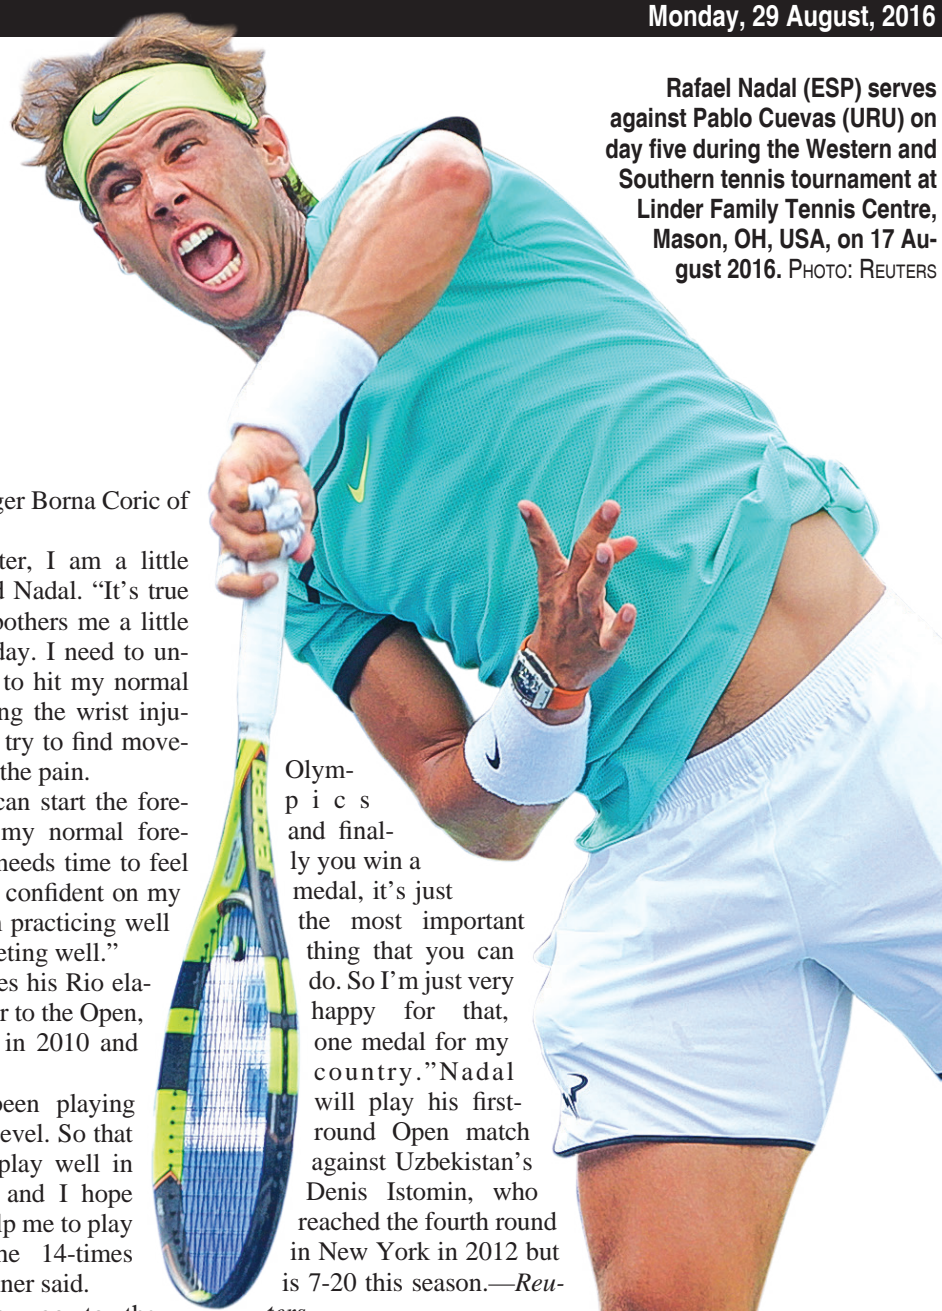 Monday, 29 August, 2016
Rafael Nadal (ESP) serves
against Pablo Cuevas (URU) on
day five during the Western and
Southern tennis tournament at
Linder Family Tennis Centre,
Mason, OH, USA, on 17 Au-
gust 2016. PHOTO: REUTERS
ger Borna Coric of
ter, I am a little
d Nadal. “It's true
bothers me a little
day. I need to un-
to hit my normal
ng the wrist inju-
try to find move-
the pain.
can start the fore-
my normal fore-
needs time to feel
confident on my
n practicing well
eting well.”
es his Rio ela-
r to the Open,
in 2010 and
been playing
evel. So that
play well in
and I hope
lp me to play
he 14-times
ner said.
Olym-
pics
and final-
ly you win a
medal, it's just
the most important
thing that you can
do. So I'm just very
happy for that,
one medal for my
country.”Nadal
will play his first-
round Open match
against Uzbekistan's
Denis Istomin, who
reached the fourth round
in New York in 2012 but
is 7-20 this season.—Reu-